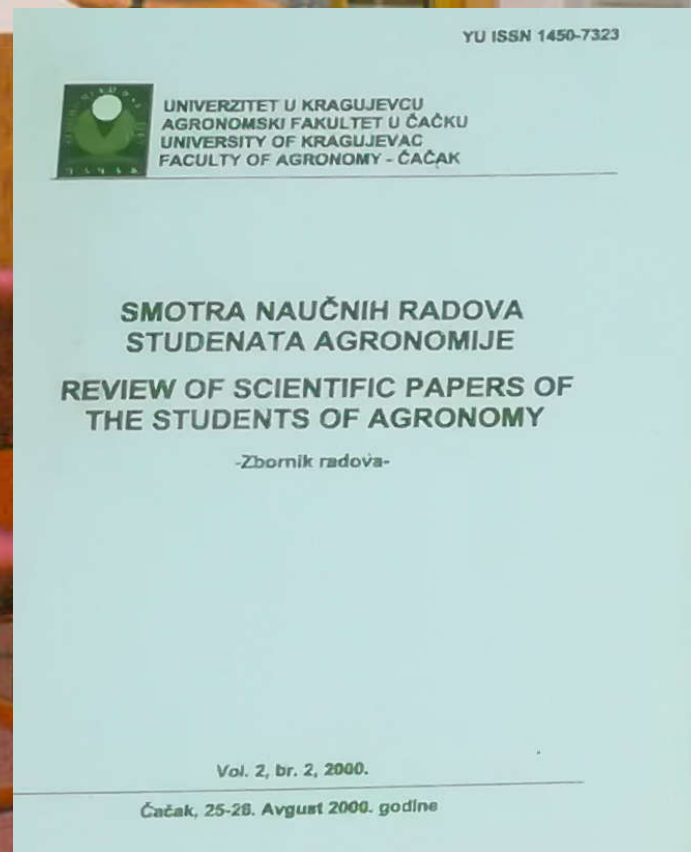 YU ISSN 1450-7323
UNIVERZITET U KRAGUJEVCU
AGRONOMSKI FAKULTET U ČAČKU
UNIVERSITY OF KRAGUJEVAC
FACULTY OF AGRONOMY - ČAČAK
SMOTRA NAUČNIH RADOVA
STUDENATA AGRONOMIJE
REVIEW OF SCIENTIFIC PAPERS OF
THE STUDENTS OF AGRONOMY
-Zbornik radova-
Vol. 2, br. 2, 2000.
Čačak, 25-26. Avgust 2000. godine